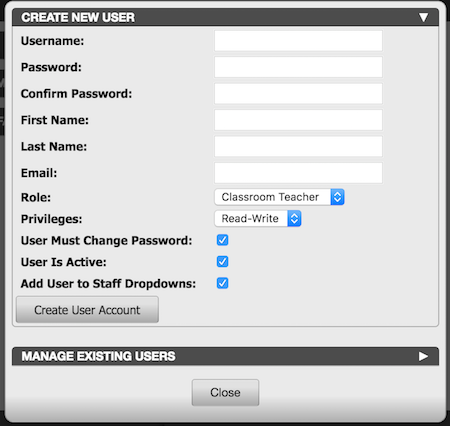 CREATE NEW USER
Username:
Password:
Confirm Password:
First Name:
Last Name:
Email:
Role: Classroom Teacher
Privileges: Read-Write
User Must Change Password:
User Is Active:
Add User to Staff Dropdowns:
Create User Account
MANAGE EXISTING USERS
Close